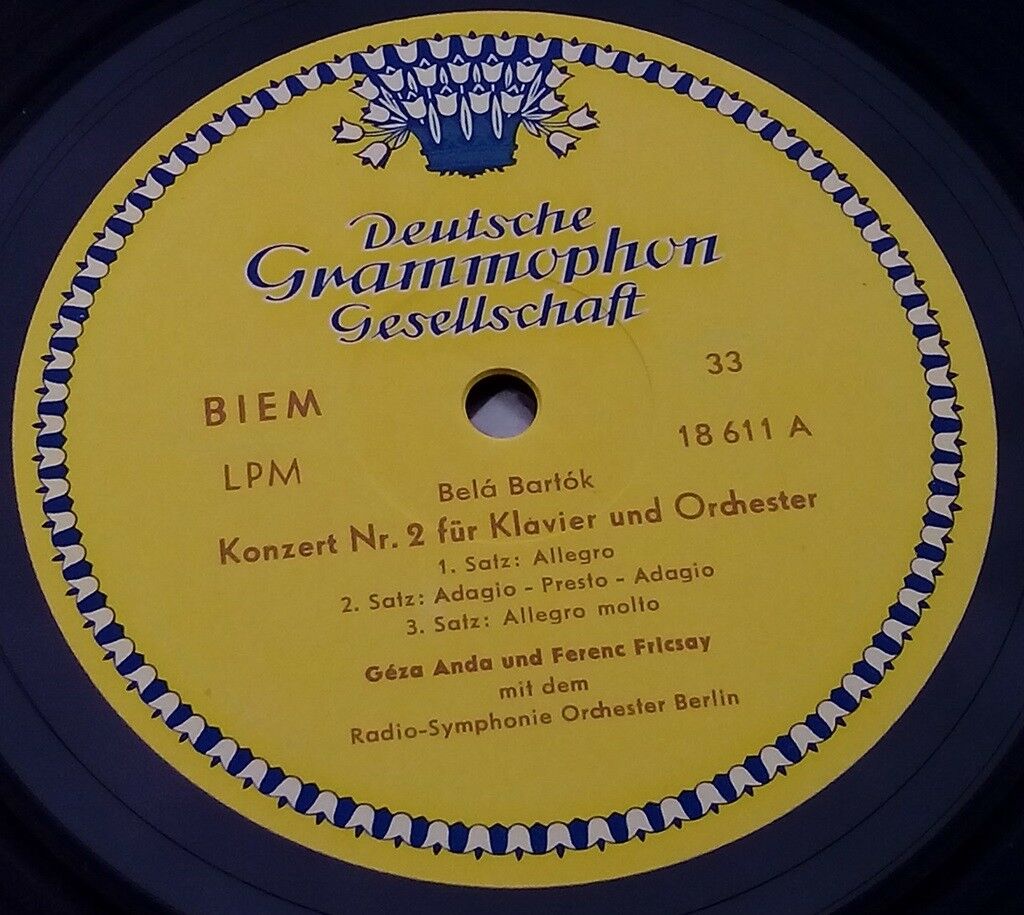 Deutsche
Grammophon
Gesellschaft
33
BIEM
18 611 A
LPM
Belá Bartók
Konzert Nr. 2 für Klavier und Orchester
1. Satz: Allegro
2. Satz: Adagio - Presto - Adagio
3. Satz: Allegro molto
Géza Anda und Ferenc Fricsay
mit dem
Radio-Symphonie Orchester Berlin